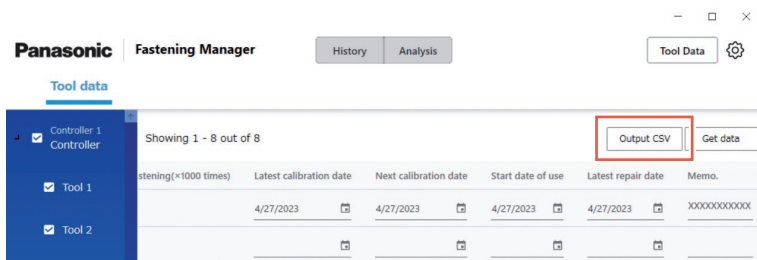 Panasonic Fastening Manager History Analysis Tool Data
Tool data
Controller 1
Controller
Showing 1 - 8 out of 8 Output CSV Get data
stening(×1000 times) Latest calibration date Next calibration date Start date of use Latest repair date Memo.
Tool 1
4/27/2023 4/27/2023 4/27/2023 4/27/2023 XXXXXXXXXXX
Tool 2